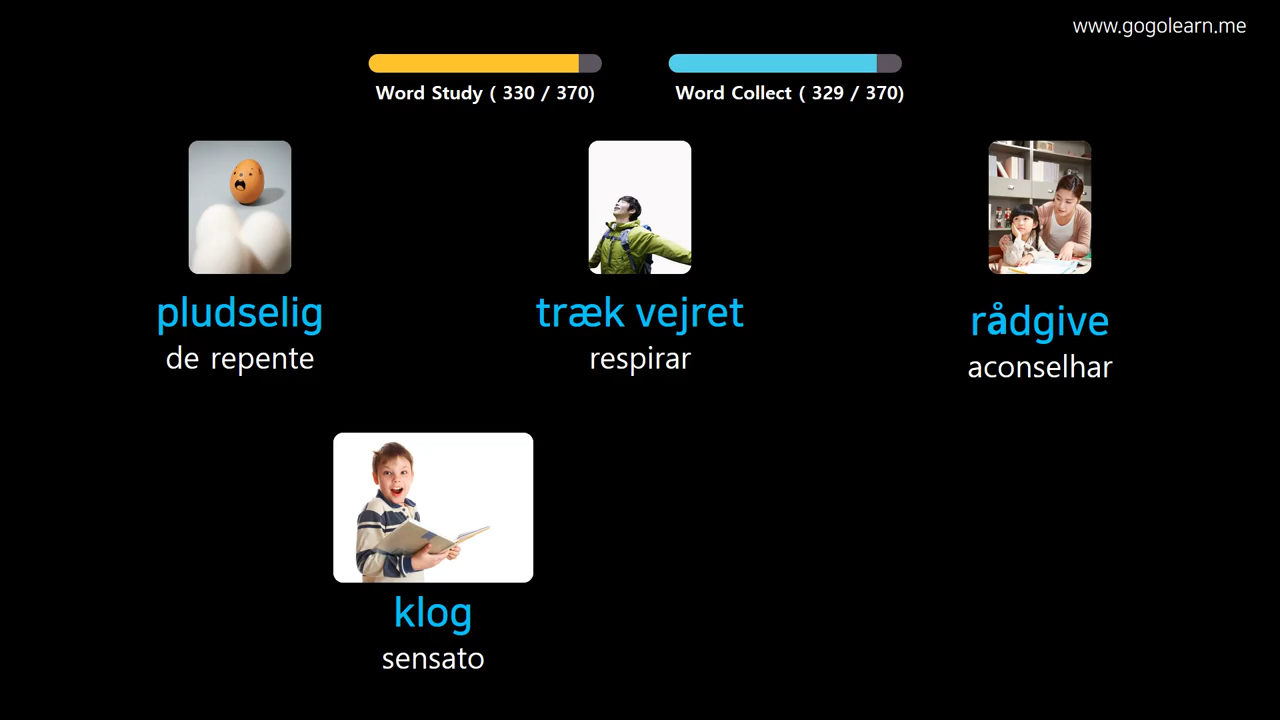 www.gogolearn.me
Word Study ( 330 / 370)
Word Collect ( 329 / 370)
pludselig
de repente
træk vejret
respirar
rådgive
aconselhar
klog
sensato